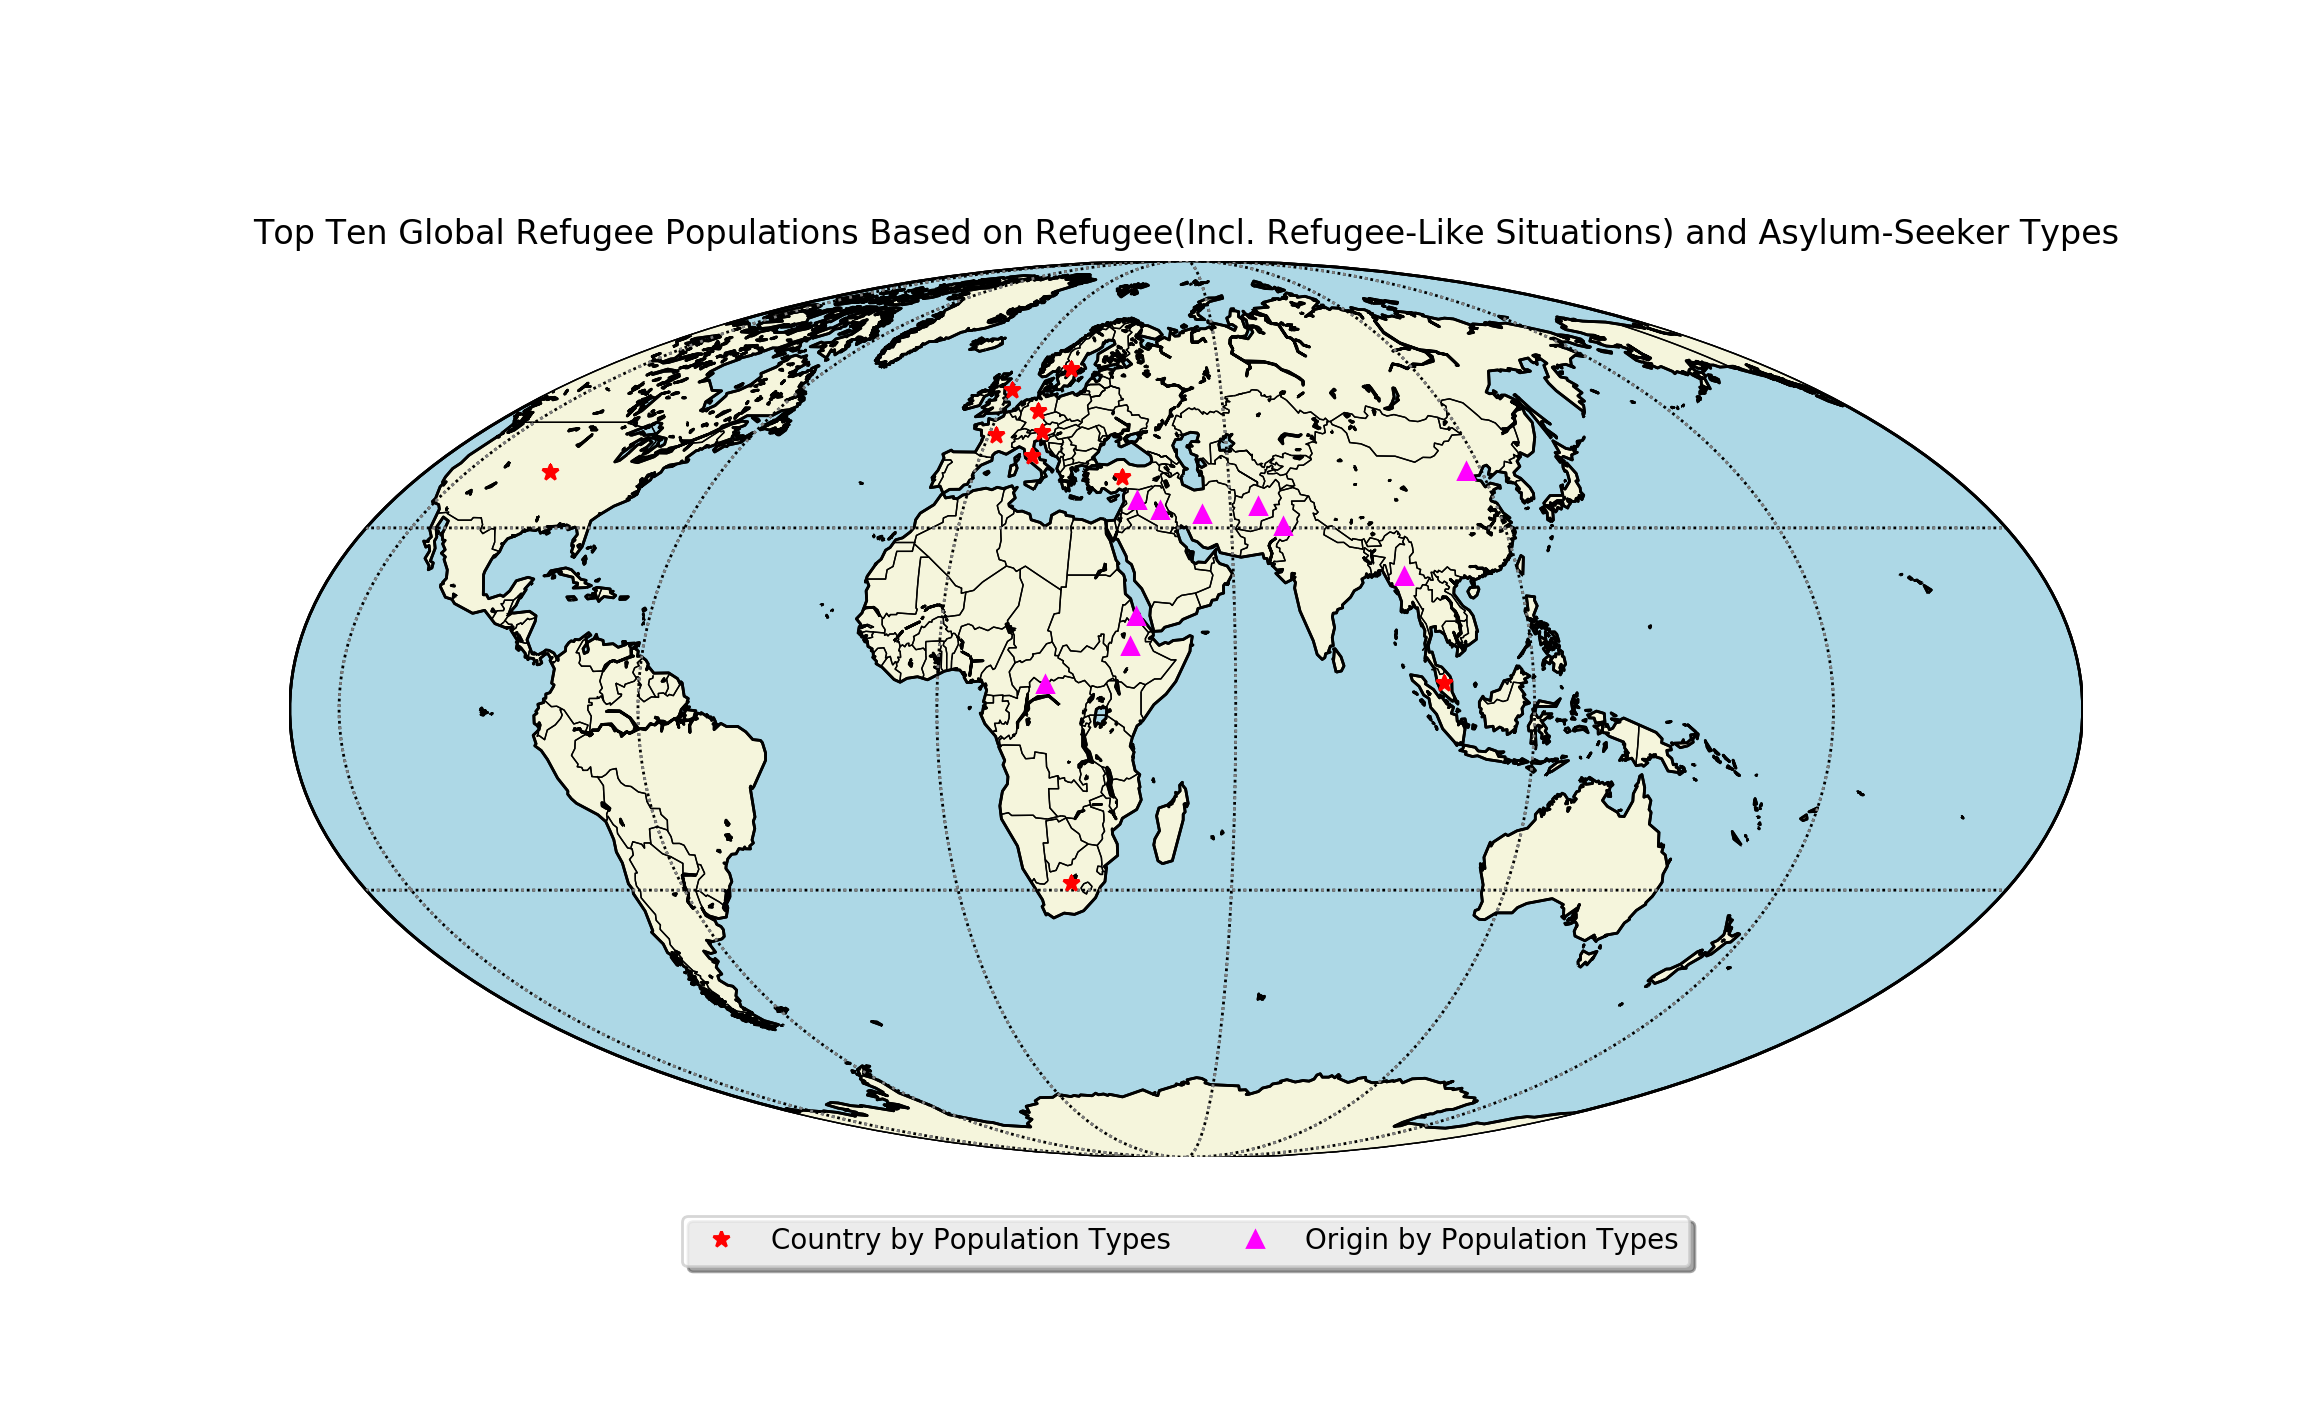 Top Ten Global Refugee Populations Based on Refugee(Incl. Refugee-Like Situations) and Asylum-Seeker Types
Country by Population Types
Origin by Population Types